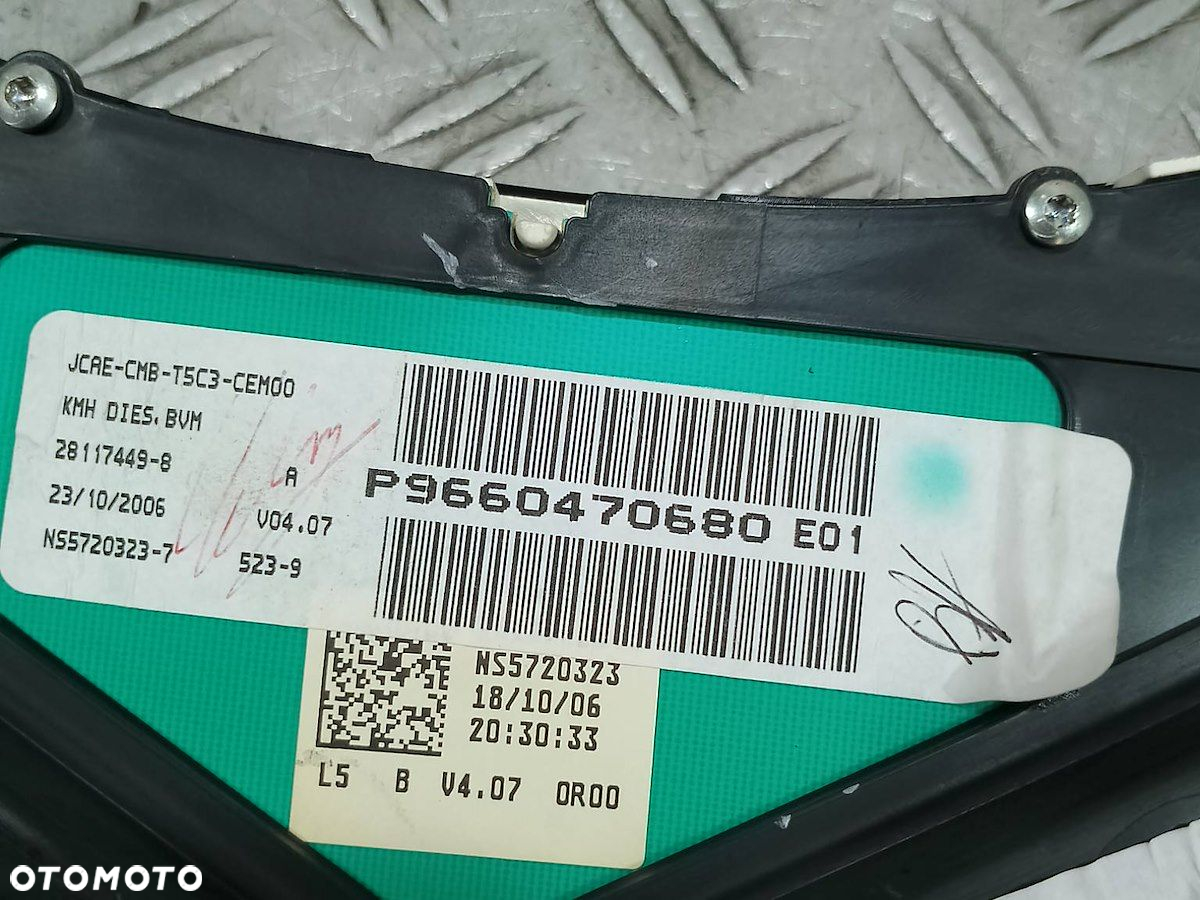 JCAE-CMB-T5C3-CEM00
KMH DIES.BVM
28117449-8 A
23/10/2006 V04.07
NS5720323-7 523-9
P9660470680 E01
NS5720323
18/10/06
20:30:33
L5 B V4.07 0R00
OTOMOTO